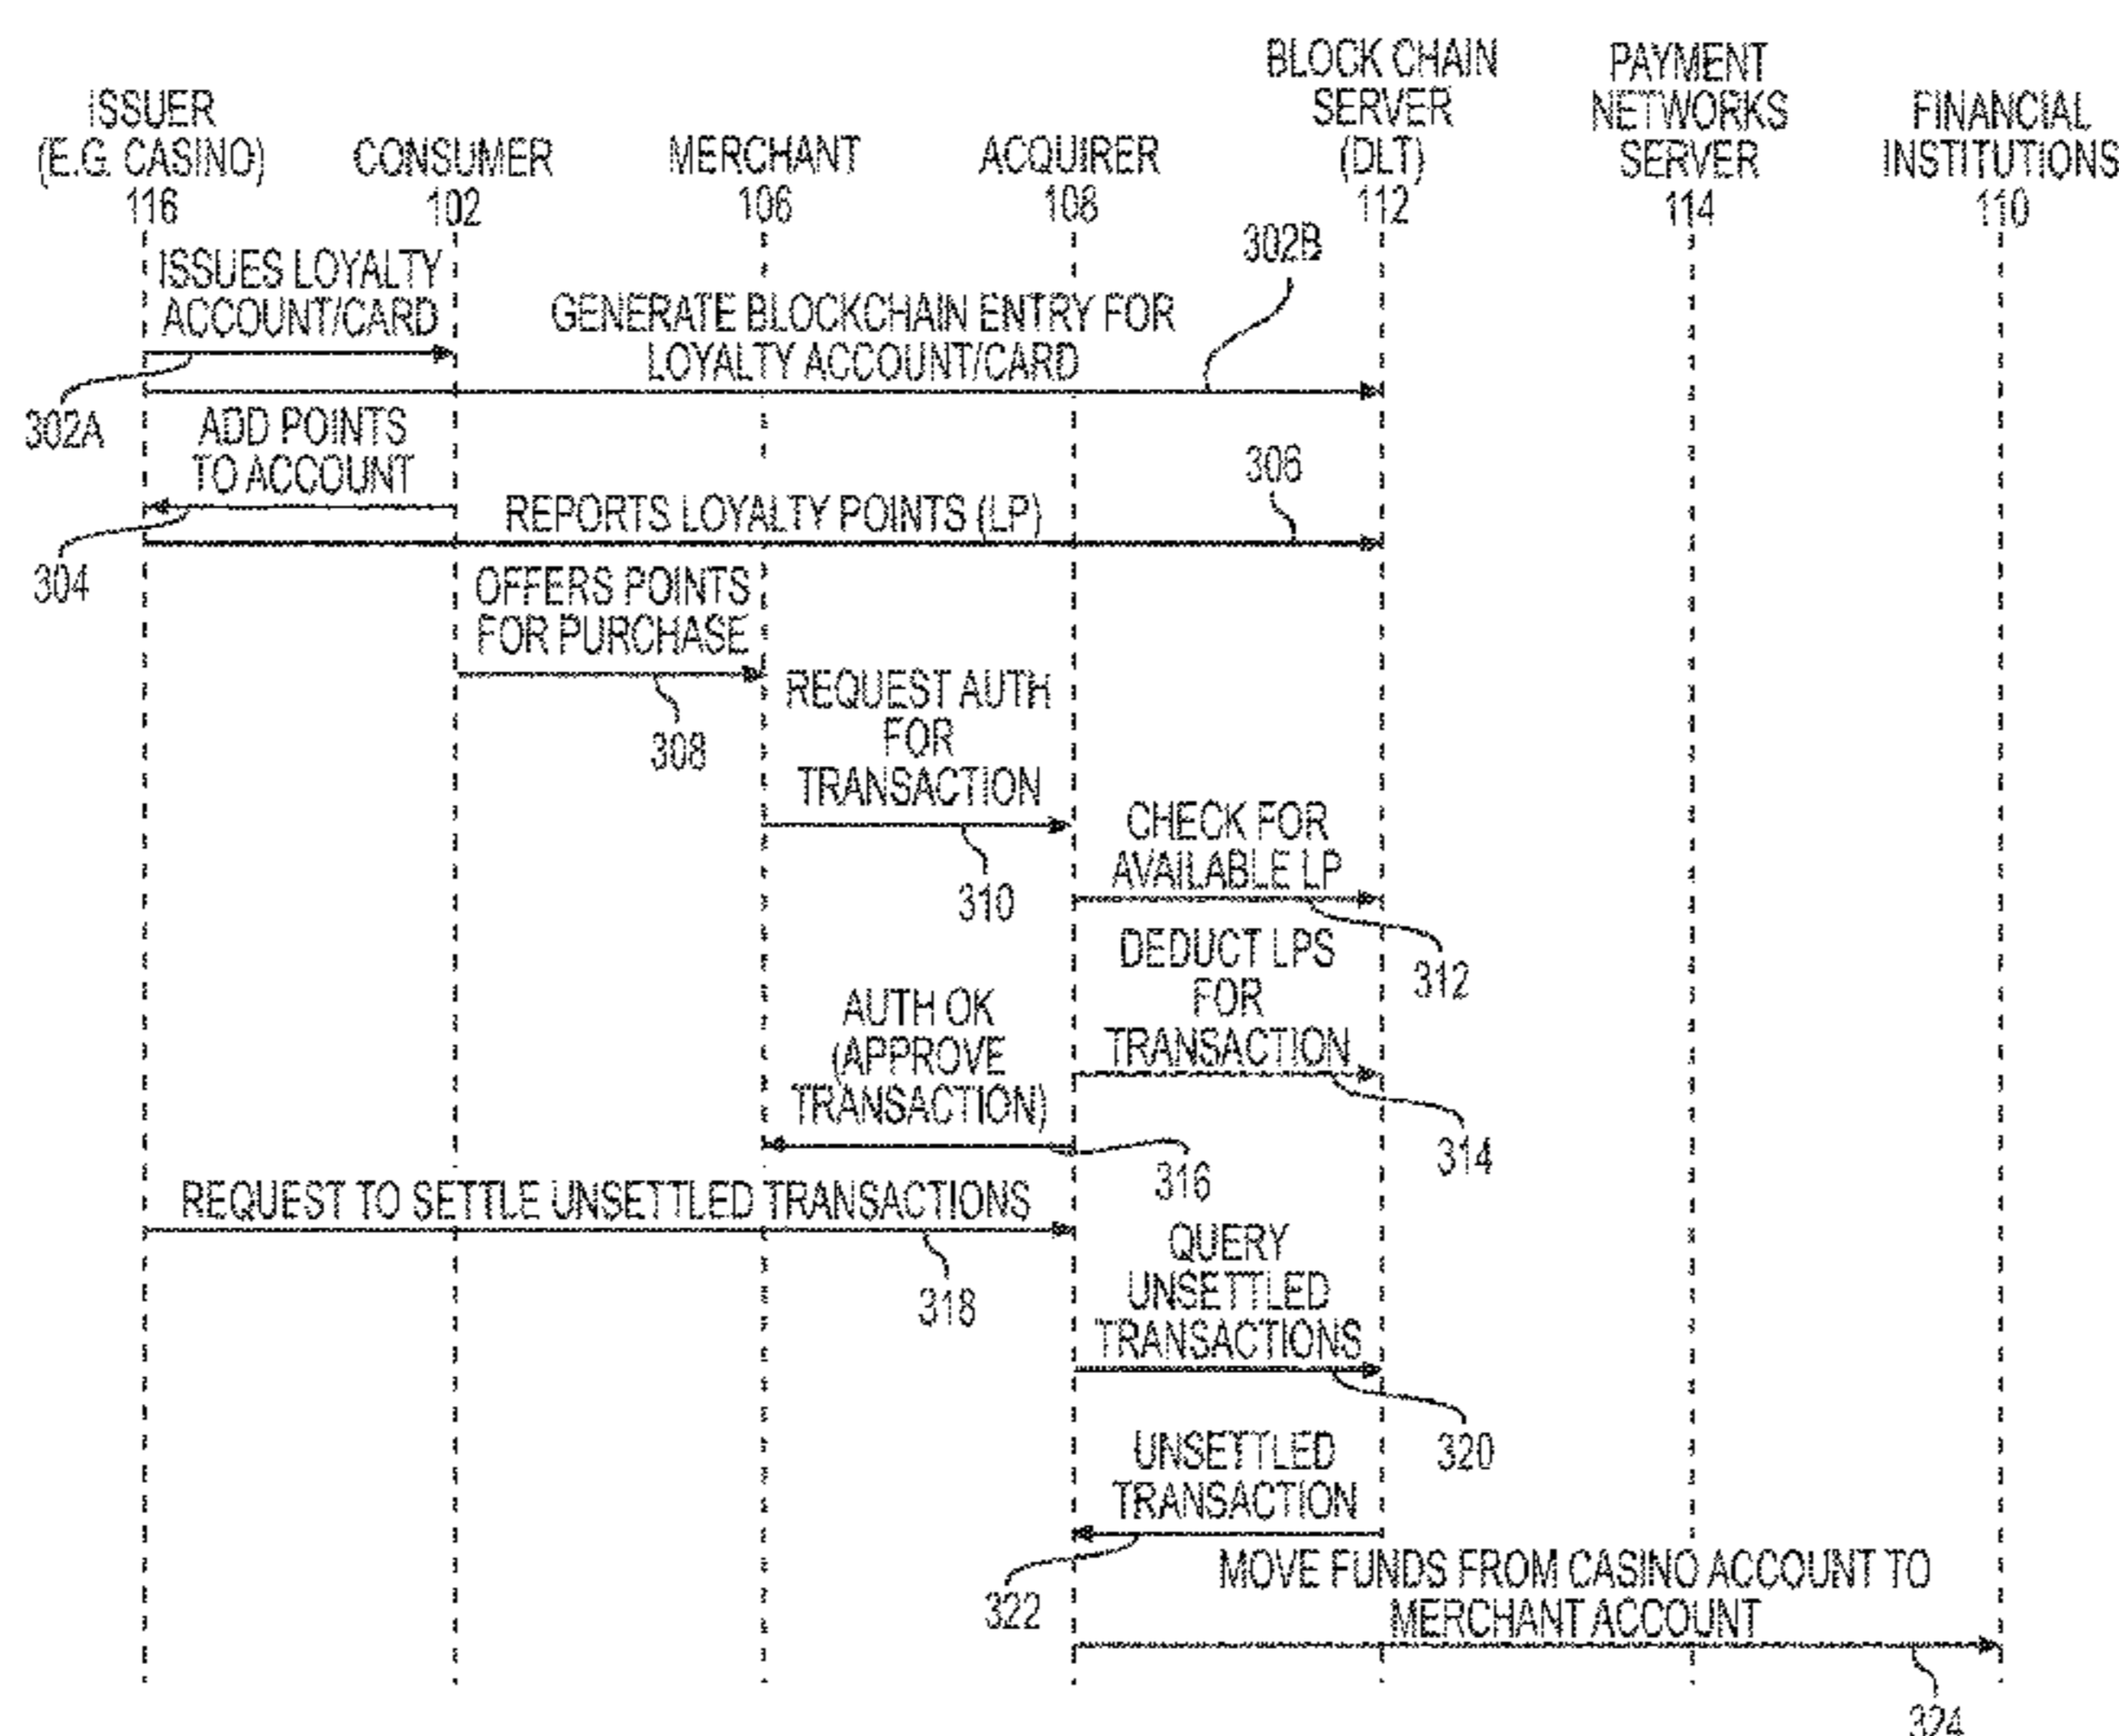 ISSUER
(E.G. CASINO)
116
CONSUMER
102
MERCHANT
106
ACQUIRER
108
BLOCK CHAIN
SERVER
(DLT)
112
PAYMENT
NETWORKS
SERVER
114
FINANCIAL
INSTITUTIONS
110
ISSUES LOYALTY
ACCOUNT/CARD
302A
GENERATE BLOCKCHAIN ENTRY FOR
LOYALTY ACCOUNT/CARD
302B
ADD POINTS
TO ACCOUNT
304
REPORTS LOYALTY POINTS (LP)
306
OFFERS POINTS
FOR PURCHASE
308
REQUEST AUTH
FOR
TRANSACTION
310
CHECK FOR
AVAILABLE LP
312
DEDUCT LPS
FOR
TRANSACTION
314
AUTH OK
(APPROVE
TRANSACTION)
316
REQUEST TO SETTLE UNSETTLED TRANSACTIONS
318
QUERY
UNSETTLED
TRANSACTIONS
320
UNSETTLED
TRANSACTION
322
MOVE FUNDS FROM CASINO ACCOUNT TO
MERCHANT ACCOUNT
324